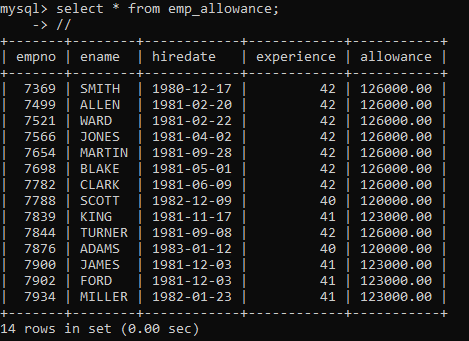 mysql> select * from emp_allowance;
    -> //
+-------+--------+------------+------------+-----------+
| empno | ename  | hiredate   | experience | allowance |
+-------+--------+------------+------------+-----------+
|  7369 | SMITH  | 1980-12-17 |         42 | 126000.00 |
|  7499 | ALLEN  | 1981-02-20 |         42 | 126000.00 |
|  7521 | WARD   | 1981-02-22 |         42 | 126000.00 |
|  7566 | JONES  | 1981-04-02 |         42 | 126000.00 |
|  7654 | MARTIN | 1981-09-28 |         42 | 126000.00 |
|  7698 | BLAKE  | 1981-05-01 |         42 | 126000.00 |
|  7782 | CLARK  | 1981-06-09 |         42 | 126000.00 |
|  7788 | SCOTT  | 1982-12-09 |         40 | 120000.00 |
|  7839 | KING   | 1981-11-17 |         41 | 123000.00 |
|  7844 | TURNER | 1981-09-08 |         42 | 126000.00 |
|  7876 | ADAMS  | 1983-01-12 |         40 | 120000.00 |
|  7900 | JAMES  | 1981-12-03 |         41 | 123000.00 |
|  7902 | FORD   | 1981-12-03 |         41 | 123000.00 |
|  7934 | MILLER | 1982-01-23 |         41 | 123000.00 |
+-------+--------+------------+------------+-----------+
14 rows in set (0.00 sec)